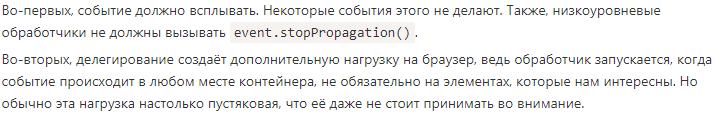 Во-первых, событие должно всплывать. Некоторые события этого не делают. Также, низкоуровневые
обработчики не должны вызывать event.stopPropagation().
Во-вторых, делегирование создаёт дополнительную нагрузку на браузер, ведь обработчик запускается, когда
событие происходит в любом месте контейнера, не обязательно на элементах, которые нам интересны. Но
обычно эта нагрузка настолько пустяковая, что её даже не стоит принимать во внимание.